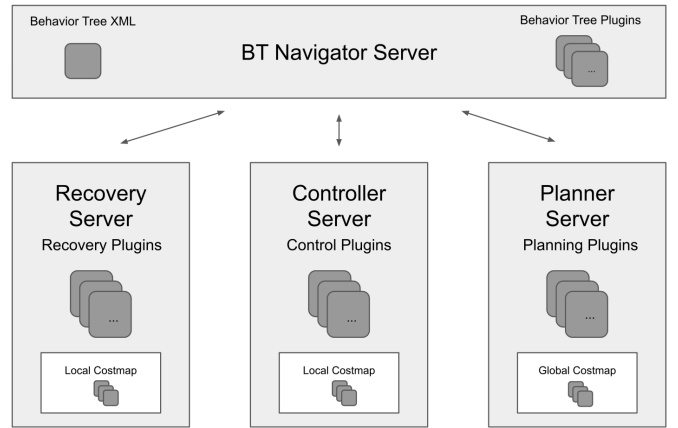 Behavior Tree XML
BT Navigator Server
Behavior Tree Plugins
...
Recovery
Server
Recovery Plugins
...
Local Costmap
Controller
Server
Control Plugins
...
Local Costmap
Planner
Server
Planning Plugins
...
Global Costmap